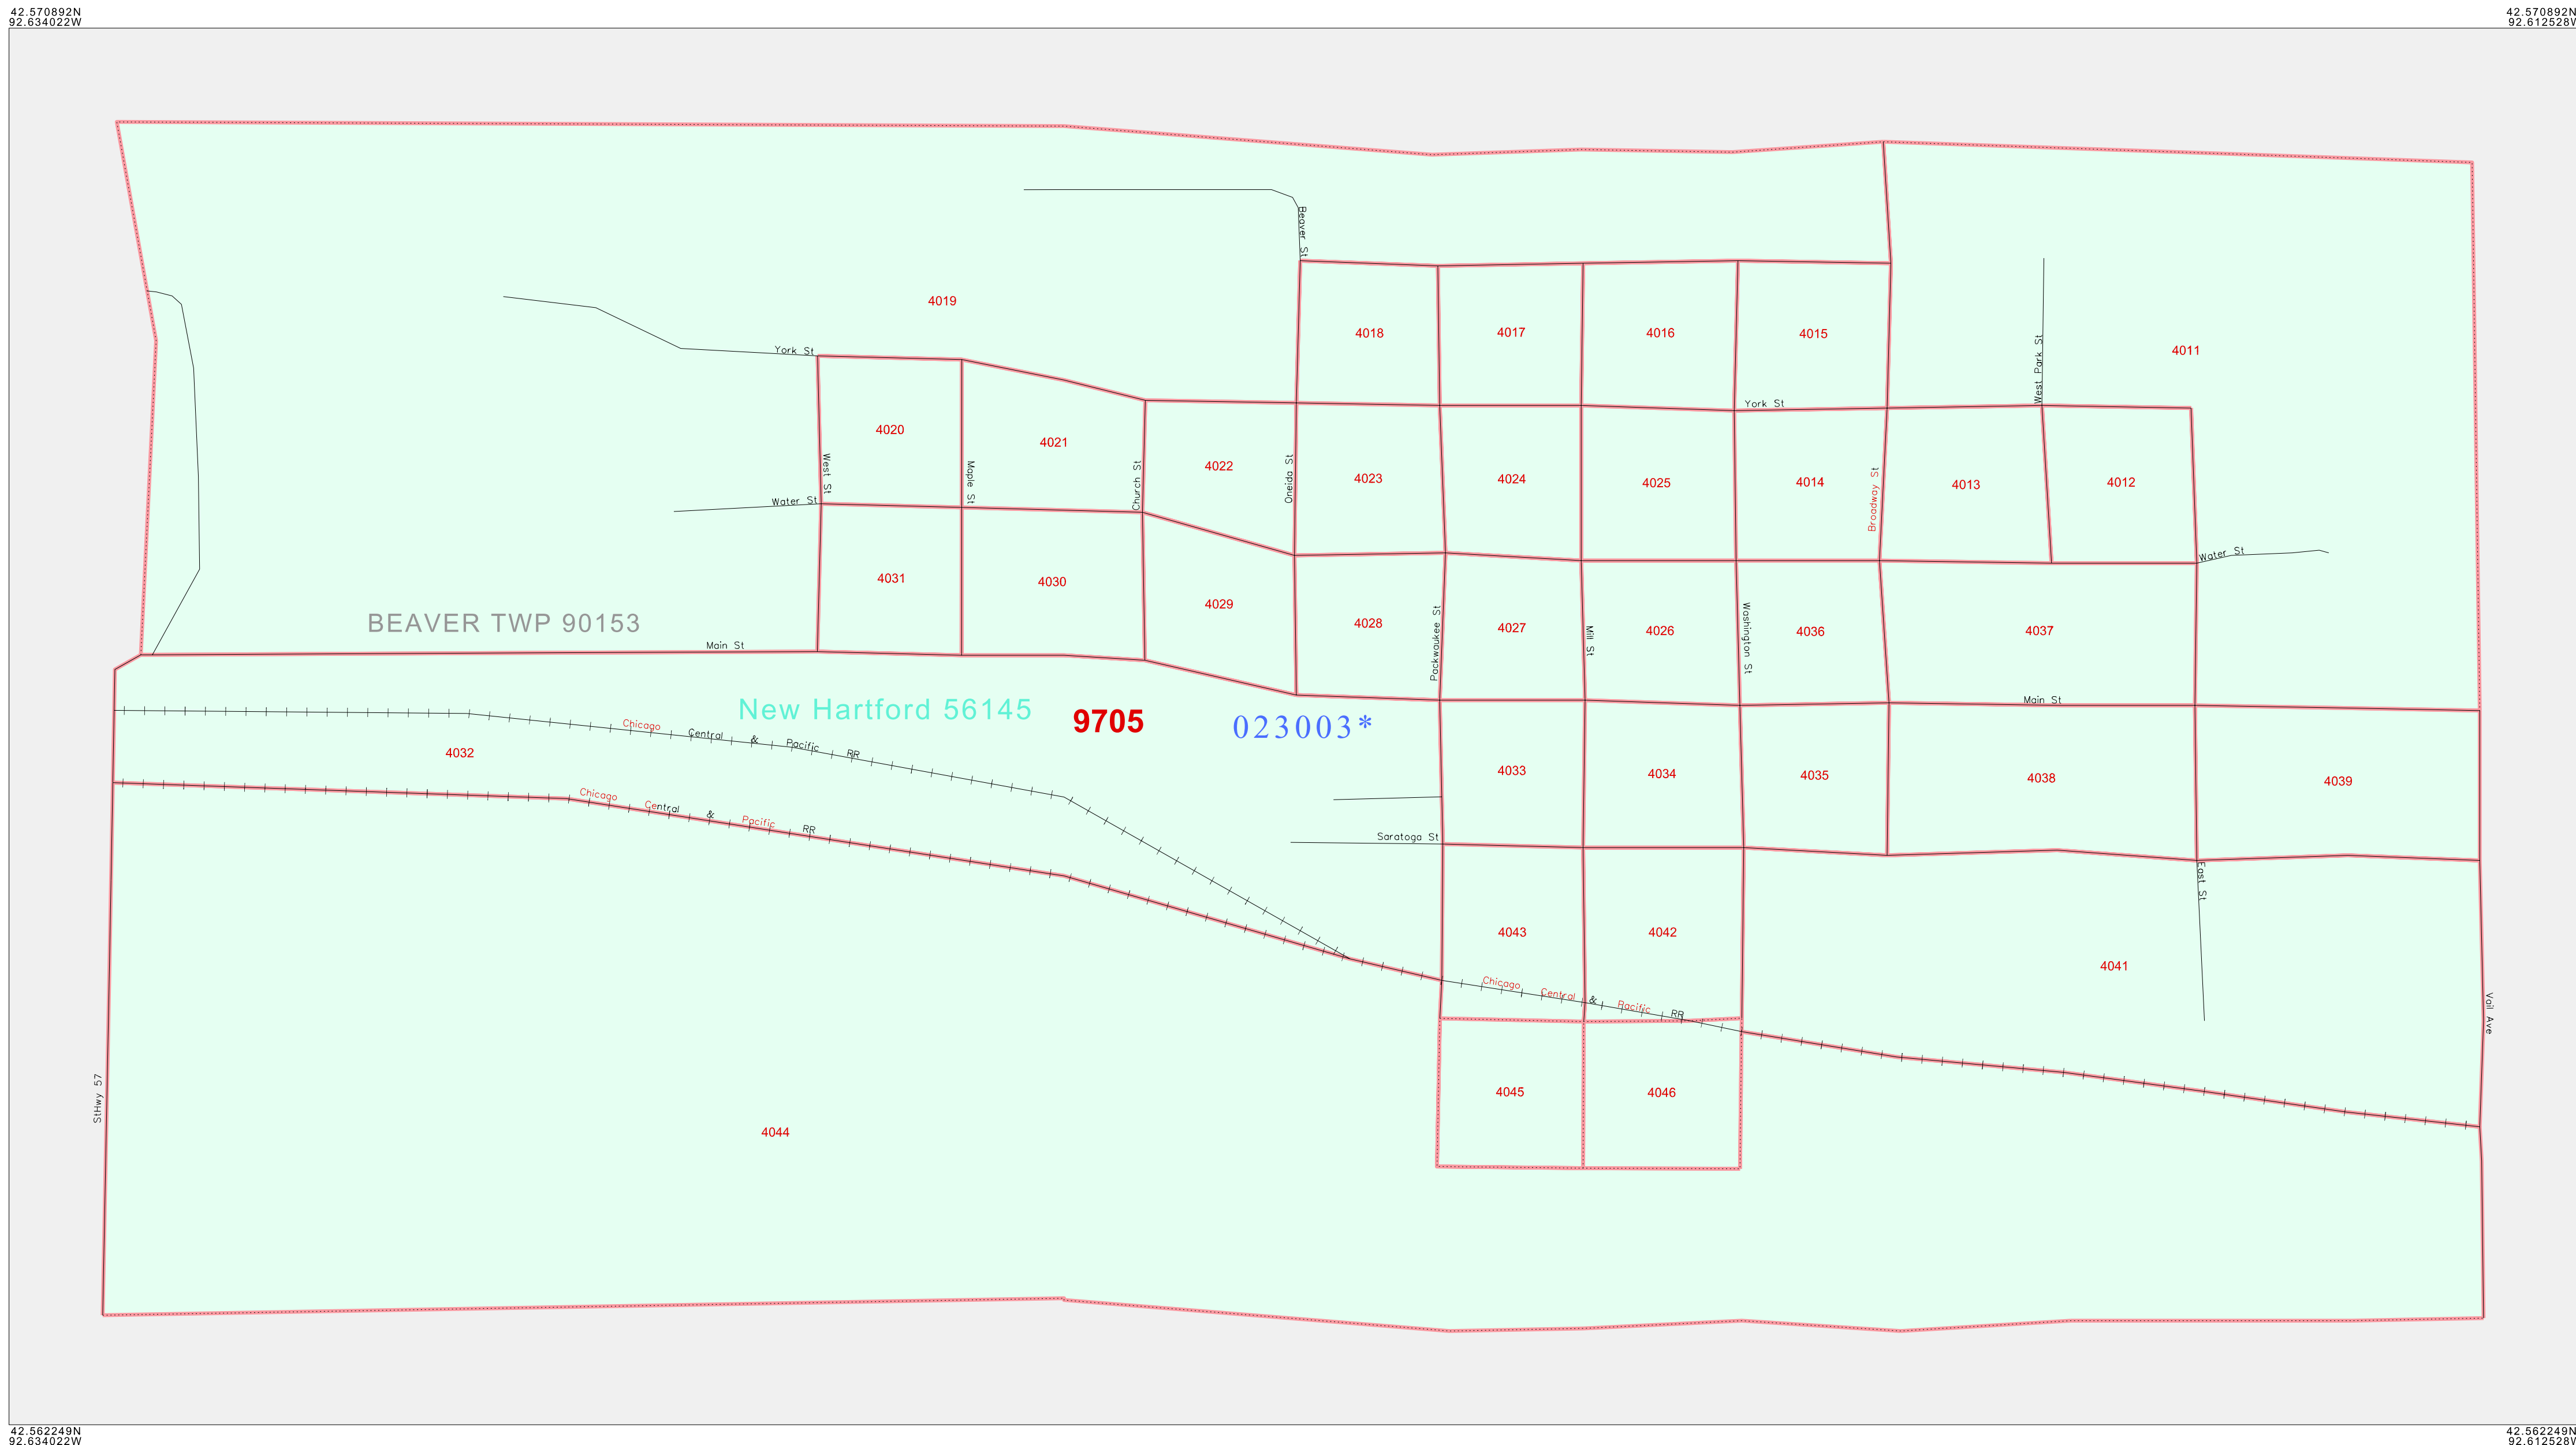 42.570892N
92.634022W
42.570892N
92.612528W
Beaver St
4019
4018
4017
4016
4015
West Park St
4011
York St
York St
4020
4021
4022
4023
4024
4025
4014
4013
4012
West St
Maple St
Church St
Oneida St
Broadway St
Water St
Water St
4031
4030
4029
4028
4027
4026
4036
4037
Packwaukee St
Mill St
Washington St
BEAVER TWP 90153
Main St
Main St
New Hartford 56145
9705
023003*
Chicago Central & Pacific RR
4032
4033
4034
4035
4038
4039
Chicago Central & Pacific RR
Saratoga St
East St
4043
4042
4041
Chicago Central & Pacific RR
Vail Ave
StHwy 57
4045
4046
4044
42.562249N
92.634022W
42.562249N
92.612528W